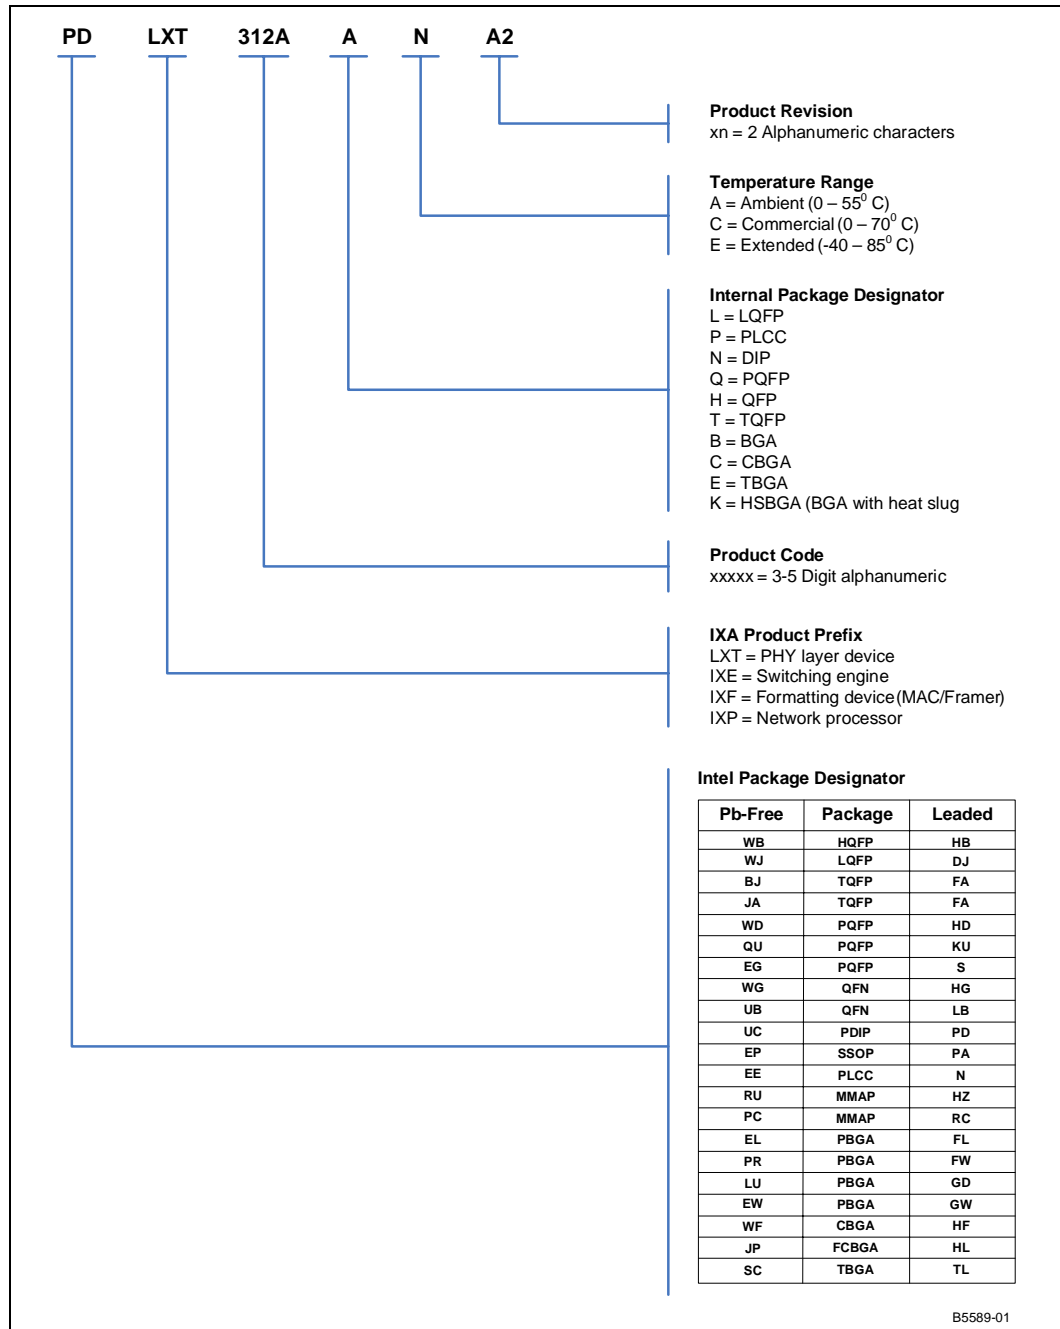 PD LXT 312A A N A2
Product Revision
xn = 2 Alphanumeric characters
Temperature Range
A = Ambient (0 – 55⁰ C)
C = Commercial (0 – 70⁰ C)
E = Extended (-40 – 85⁰ C)
Internal Package Designator
L = LQFP
P = PLCC
N = DIP
Q = PQFP
H = QFP
T = TQFP
B = BGA
C = CBGA
E = TBGA
K = HSBGA (BGA with heat slug
Product Code
xxxxx = 3-5 Digit alphanumeric
IXA Product Prefix
LXT = PHY layer device
IXE = Switching engine
IXF = Formatting device (MAC/Framer)
IXP = Network processor
Intel Package Designator
Pb-Free Package Leaded
WB HQFP HB
WJ LQFP DJ
BJ TQFP FA
JA TQFP FA
WD PQFP HD
QU PQFP KU
EG PQFP S
WG QFN HG
UB QFN LB
UC PDIP PD
EP SSOP PA
EE PLCC N
RU MMAP HZ
PC MMAP RC
EL PBGA FL
PR PBGA FW
LU PBGA GD
EW PBGA GW
WF CBGA HF
JP FCBGA HL
SC TBGA TL
B5589-01